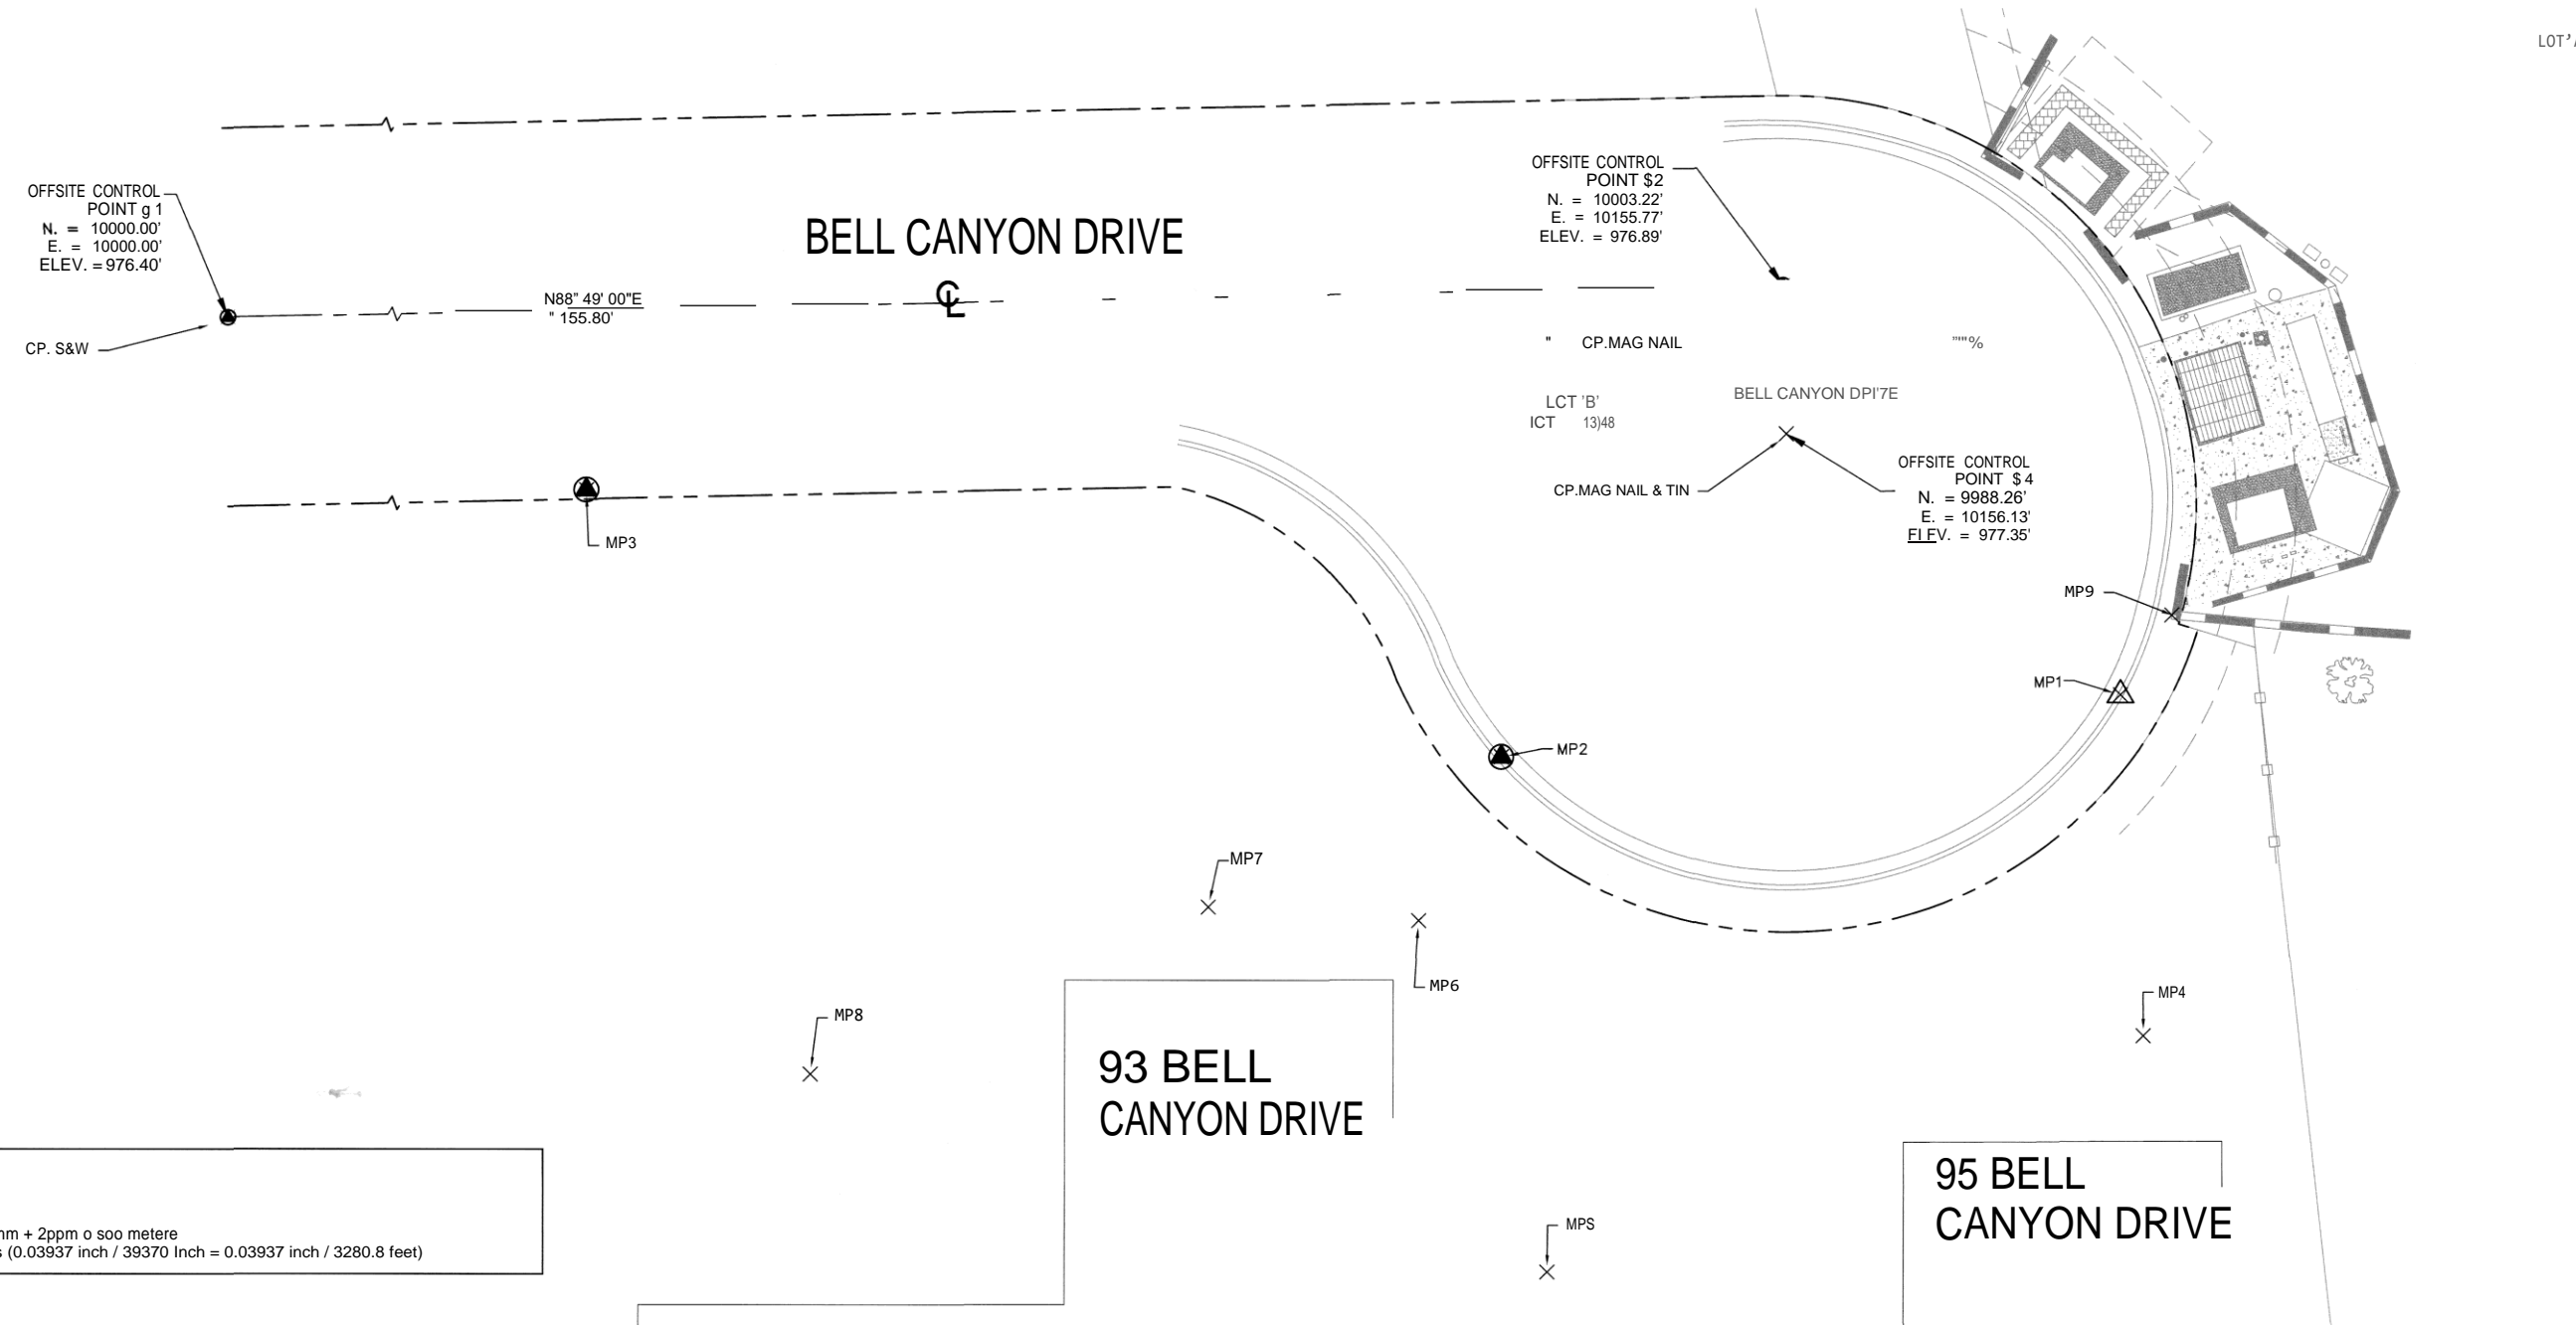 LOT'
OFFSITE CONTROL
POINT g 1
N. = 10000.00'
E. = 10000.00'
ELEV. = 976.40'
CP. S&W
N88" 49' 00"E
" 155.80'
BELL CANYON DRIVE
℄
OFFSITE CONTROL
POINT $2
N. = 10003.22'
E. = 10155.77'
ELEV. = 976.89'
" CP.MAG NAIL
""'%
LCT 'B'
ICT 13)48
BELL CANYON DPI'7E
CP.MAG NAIL & TIN
OFFSITE CONTROL
POINT $ 4
N. = 9988.26'
E. = 10156.13'
FI FV. = 977.35'
MP3
MP9
MP1
MP2
MP7
MP6
MP8
MP4
93 BELL
CANYON DRIVE
95 BELL
CANYON DRIVE
MPS
nm + 2ppm o soo metere
s (0.03937 inch / 39370 Inch = 0.03937 inch / 3280.8 feet)